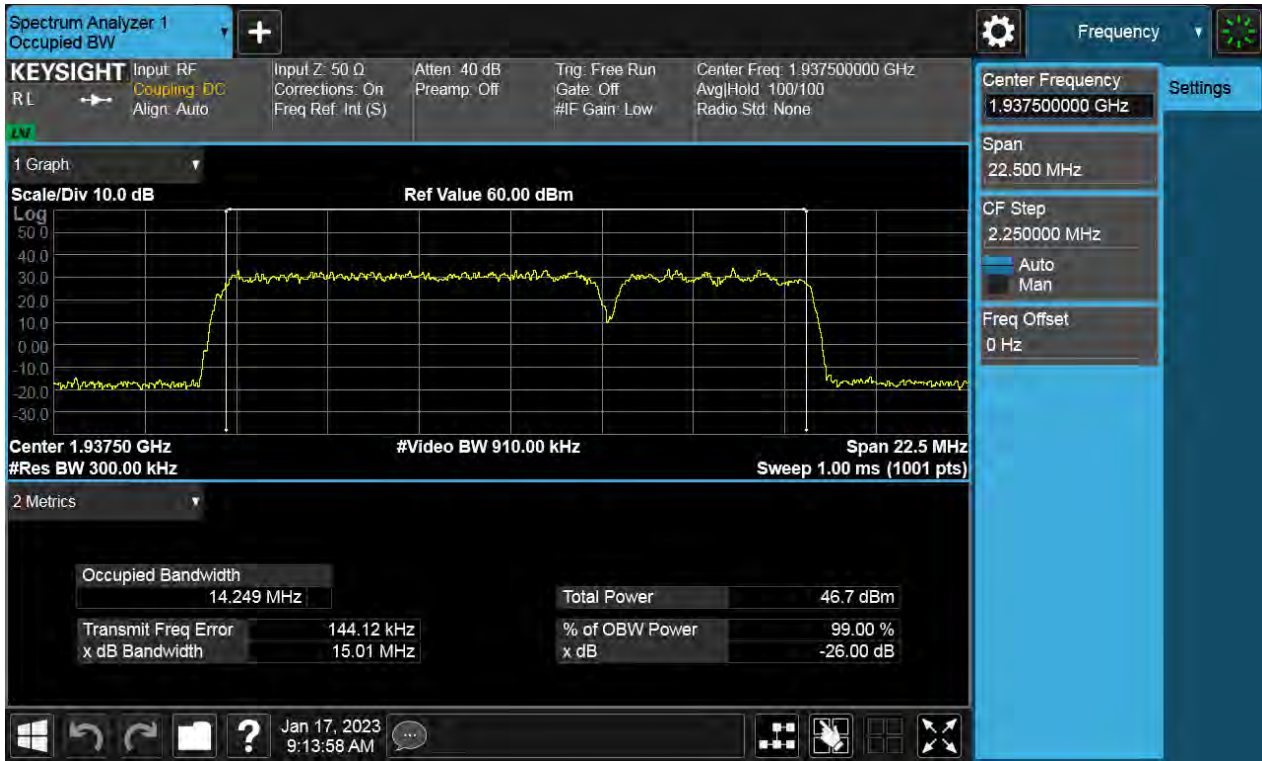 Spectrum Analyzer 1
Occupied BW
+
Frequency
KEYSIGHT
RL
LXI
Input: RF
Coupling: DC
Align: Auto
Input Z: 50 Ω
Corrections: On
Freq Ref: Int (S)
Atten: 40 dB
Preamp: Off
Trig: Free Run
Gate: Off
#IF Gain: Low
Center Freq: 1.937500000 GHz
Avg|Hold: 100/100
Radio Std: None
Center Frequency
1.937500000 GHz
Settings
Span
22.500 MHz
CF Step
2.250000 MHz
Auto
Man
Freq Offset
0 Hz
1 Graph
Scale/Div 10.0 dB
Ref Value 60.00 dBm
Log
50.0
40.0
30.0
20.0
10.0
0.00
-10.0
-20.0
-30.0
Center 1.93750 GHz
#Video BW 910.00 kHz
Span 22.5 MHz
#Res BW 300.00 kHz
Sweep 1.00 ms (1001 pts)
2 Metrics
Occupied Bandwidth
14.249 MHz
Total Power 46.7 dBm
Transmit Freq Error 144.12 kHz
% of OBW Power 99.00 %
x dB Bandwidth 15.01 MHz
x dB -26.00 dB
?
Jan 17, 2023
9:13:58 AM